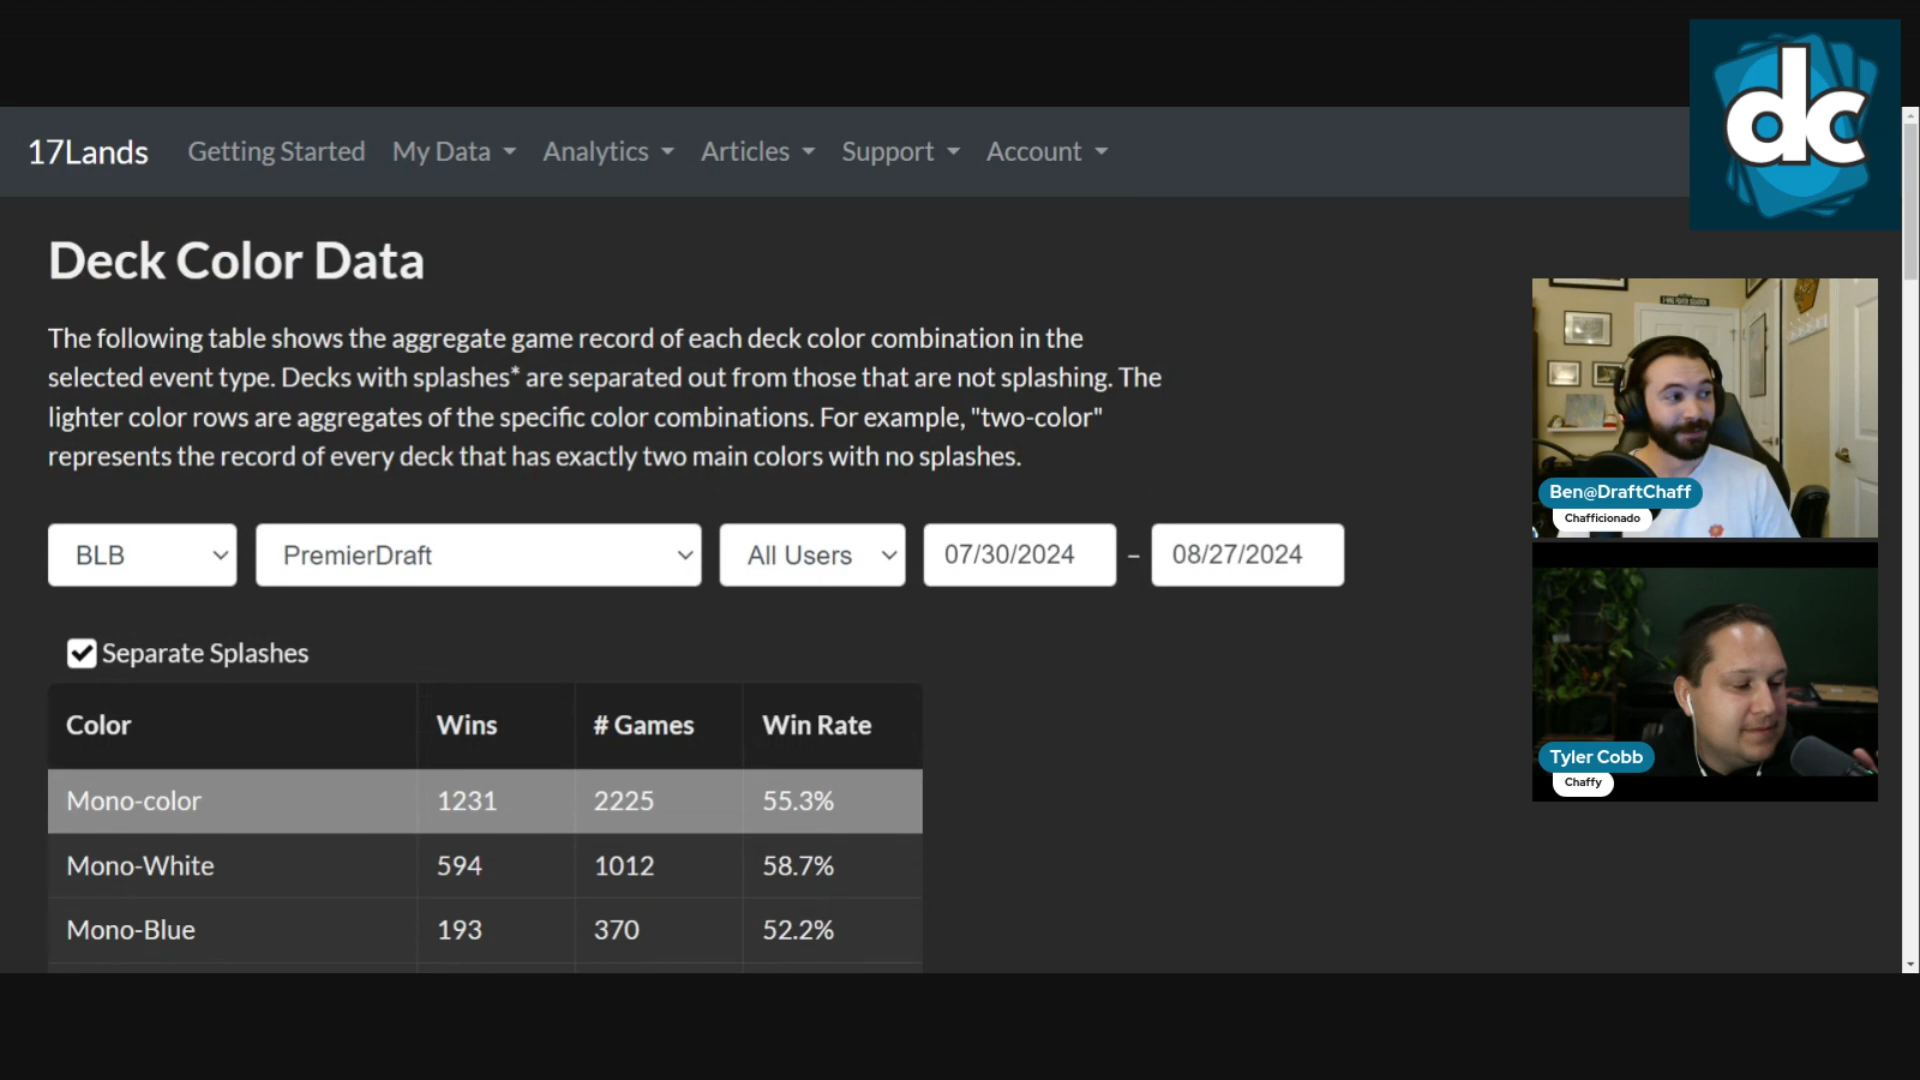 dc
17Lands Getting Started My Data Analytics Articles Support Account
Deck Color Data
The following table shows the aggregate game record of each deck color combination in the
selected event type. Decks with splashes* are separated out from those that are not splashing. The
lighter color rows are aggregates of the specific color combinations. For example, "two-color"
represents the record of every deck that has exactly two main colors with no splashes.
BLB PremierDraft All Users 07/30/2024 – 08/27/2024
Separate Splashes
Color Wins # Games Win Rate
Mono-color 1231 2225 55.3%
Mono-White 594 1012 58.7%
Mono-Blue 193 370 52.2%
Ben@DraftChaff
Chafficionado
Tyler Cobb
Chaffy